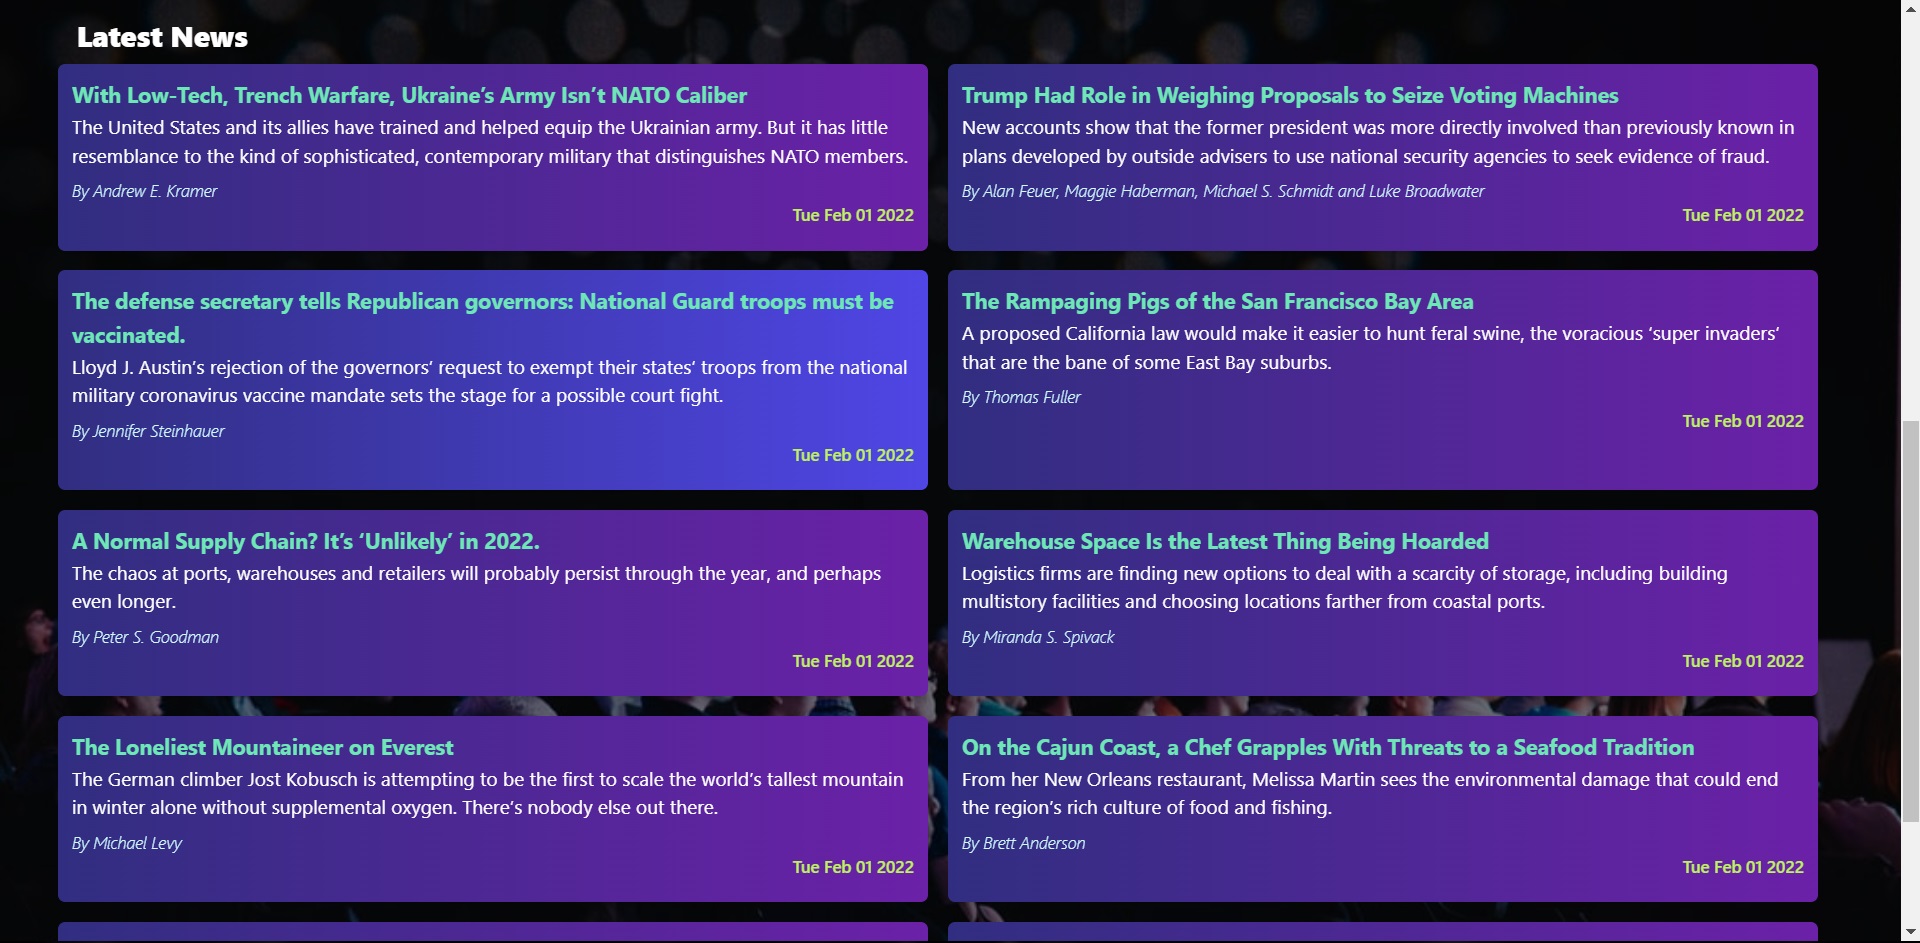 Latest News
With Low-Tech, Trench Warfare, Ukraine’s Army Isn’t NATO Caliber
The United States and its allies have trained and helped equip the Ukrainian army. But it has little
resemblance to the kind of sophisticated, contemporary military that distinguishes NATO members.
By Andrew E. Kramer
Tue Feb 01 2022
Trump Had Role in Weighing Proposals to Seize Voting Machines
New accounts show that the former president was more directly involved than previously known in
plans developed by outside advisers to use national security agencies to seek evidence of fraud.
By Alan Feuer, Maggie Haberman, Michael S. Schmidt and Luke Broadwater
Tue Feb 01 2022
The defense secretary tells Republican governors: National Guard troops must be
vaccinated.
Lloyd J. Austin’s rejection of the governors’ request to exempt their states’ troops from the national
military coronavirus vaccine mandate sets the stage for a possible court fight.
By Jennifer Steinhauer
Tue Feb 01 2022
The Rampaging Pigs of the San Francisco Bay Area
A proposed California law would make it easier to hunt feral swine, the voracious ‘super invaders’
that are the bane of some East Bay suburbs.
By Thomas Fuller
Tue Feb 01 2022
A Normal Supply Chain? It’s ‘Unlikely’ in 2022.
The chaos at ports, warehouses and retailers will probably persist through the year, and perhaps
even longer.
By Peter S. Goodman
Tue Feb 01 2022
Warehouse Space Is the Latest Thing Being Hoarded
Logistics firms are finding new options to deal with a scarcity of storage, including building
multistory facilities and choosing locations farther from coastal ports.
By Miranda S. Spivack
Tue Feb 01 2022
The Loneliest Mountaineer on Everest
The German climber Jost Kobusch is attempting to be the first to scale the world’s tallest mountain
in winter alone without supplemental oxygen. There’s nobody else out there.
By Michael Levy
Tue Feb 01 2022
On the Cajun Coast, a Chef Grapples With Threats to a Seafood Tradition
From her New Orleans restaurant, Melissa Martin sees the environmental damage that could end
the region’s rich culture of food and fishing.
By Brett Anderson
Tue Feb 01 2022